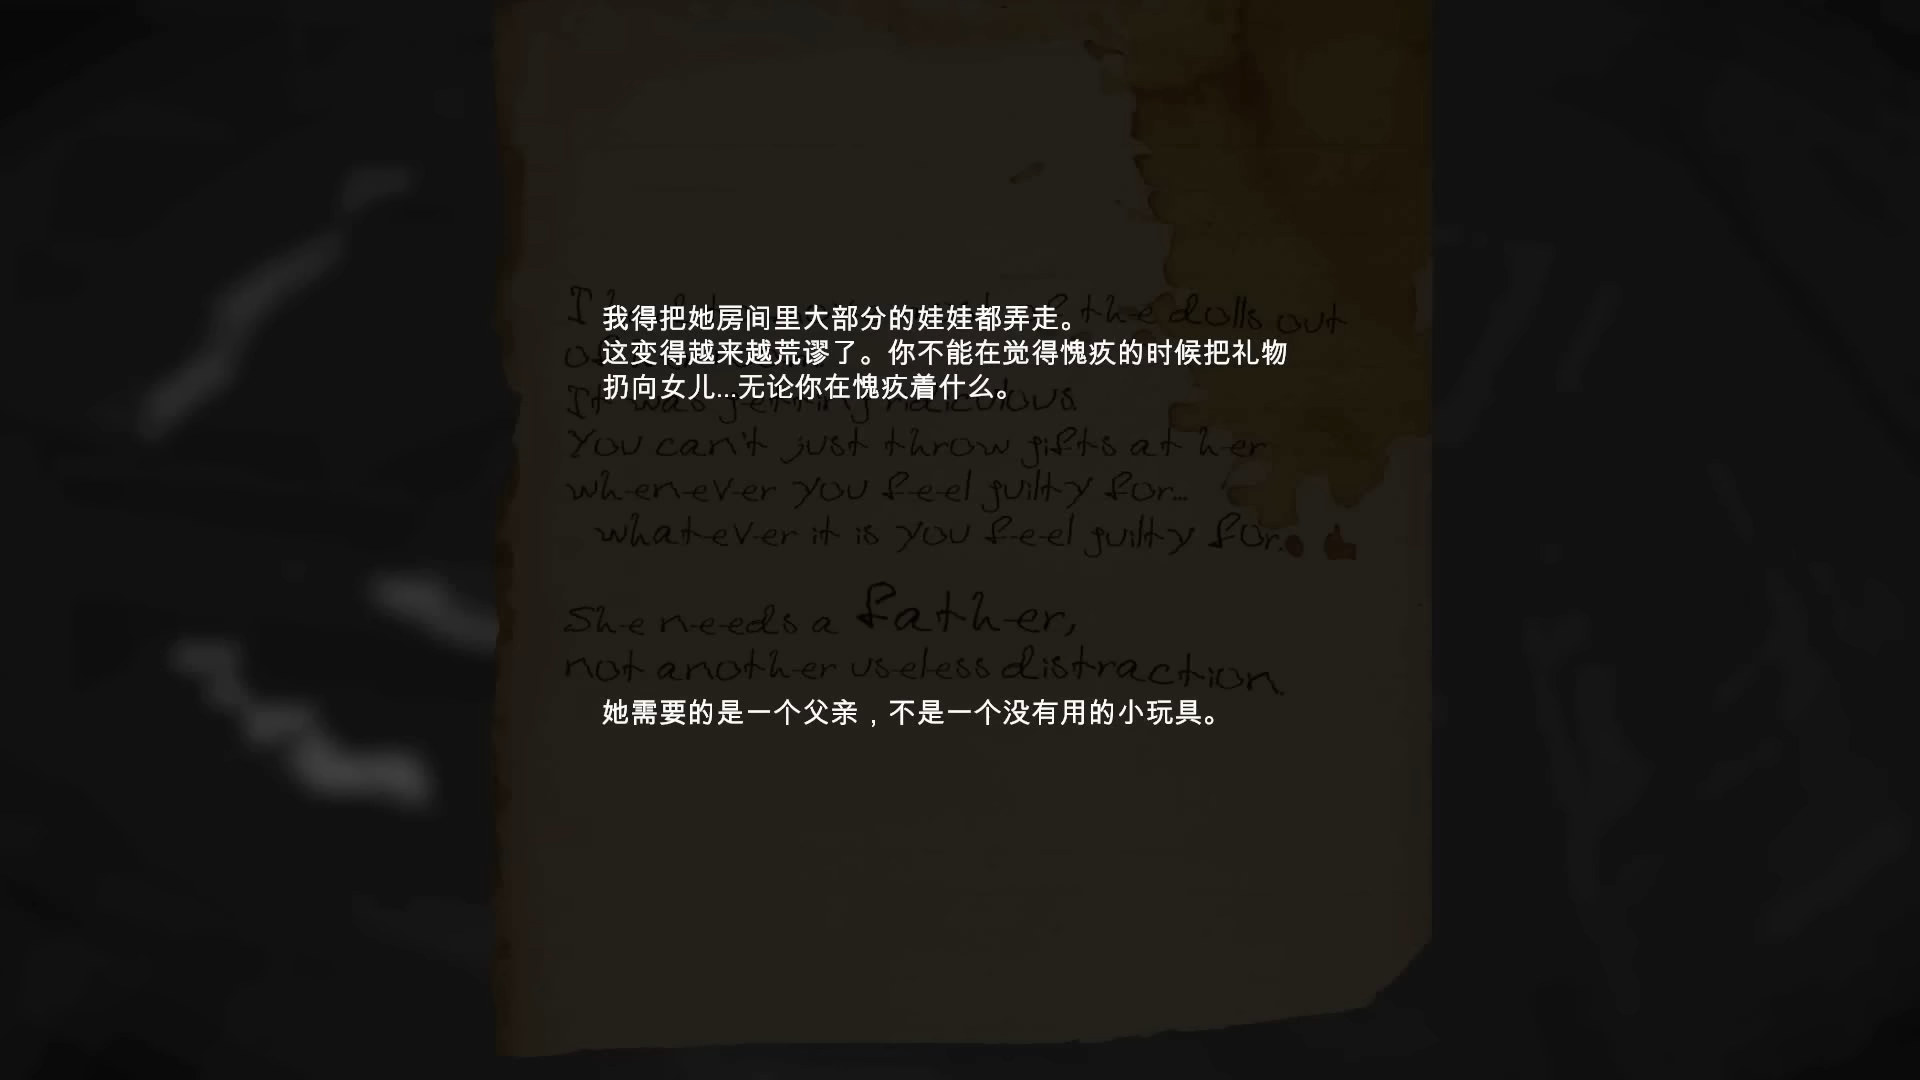 我得把她房间里大部分的娃娃都弄走。
the dolls out
这变得越来越荒谬了。你不能在觉得愧疚的时候把礼物
扔向女儿...无论你在愧疚着什么。
It was getting ridiculous.
You can't just throw gifts at her
whenever you feel guilty for...
whatever it is you feel guilty for.
She needs a father,
not another useless distraction.
她需要的是一个父亲，不是一个没有用的小玩具。